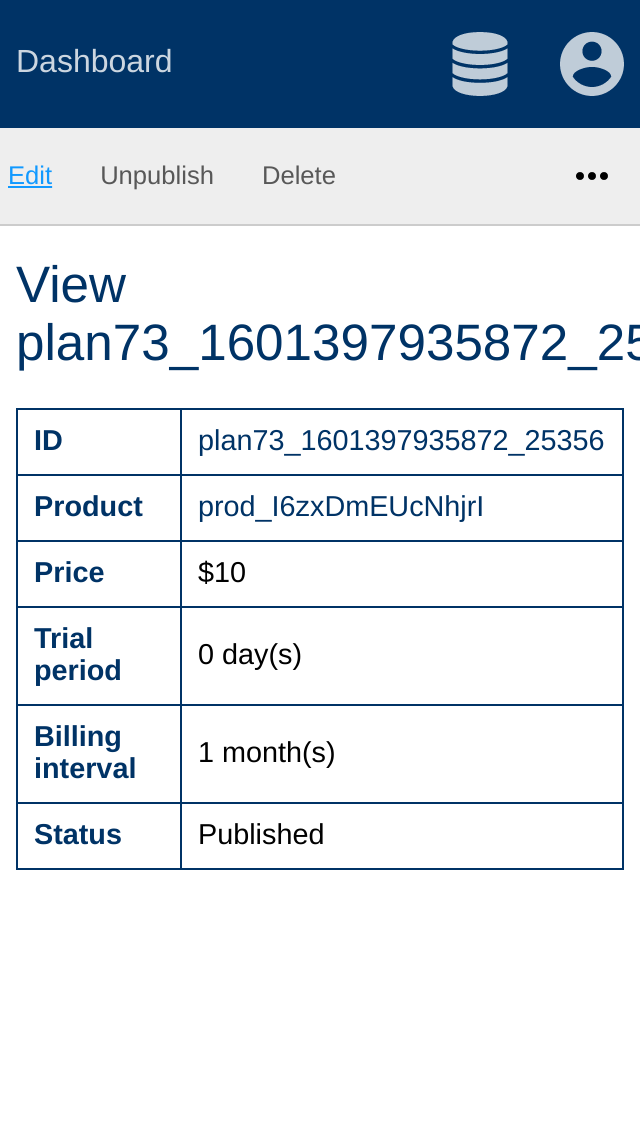 Dashboard
Edit Unpublish Delete
View
plan73_1601397935872_25
ID plan73_1601397935872_25356
Product prod_I6zxDmEUcNhjrI
Price $10
Trial
period
0 day(s)
Billing
interval
1 month(s)
Status Published